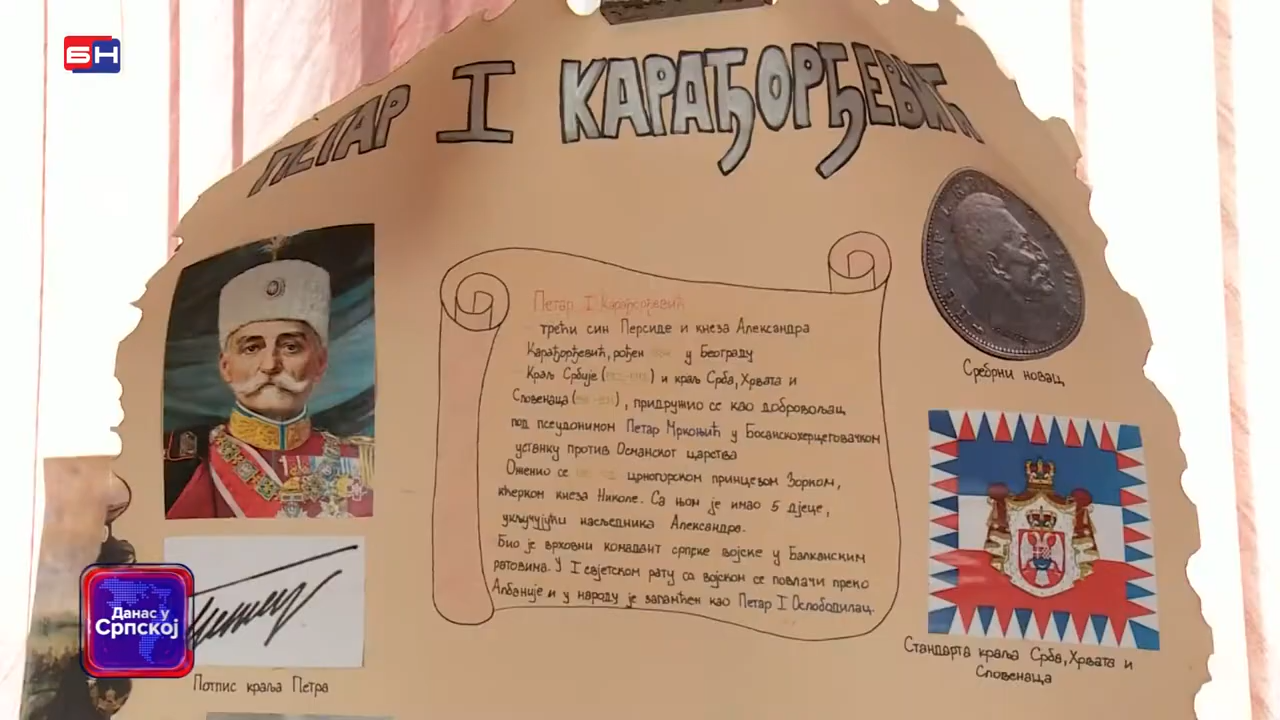 БН
ПЕТАР I КАРАЂОРЂЕВИЋ
Петар I Карађорђевић
трећи син Персиде и кнеза Александра
Карађорђевић, рођен у Београду
Краљ Србије ( ) и краљ Срба, Хрвата и
Словенаца ( ), придружио се као добровољац
под псеудонимом Петар Мркоњић у Босанскохерцеговачком
устанку против Османског царства
Оженио се црногорском принцезом Зорком,
кћерком кнеза Николе. Са њом је имао 5 дјеце,
укључујући насљедника Александра.
Био је врховни командант српске војске у Балканским
ратовима. У I свјетском рату са војском се повлачи преко
Албаније и у народу је запамћен као Петар I Ослободилац.
Сребрни новац
Стандарта краља Срба, Хрвата и
Словенаца
Потпис краља Петра
Данас у
Српској